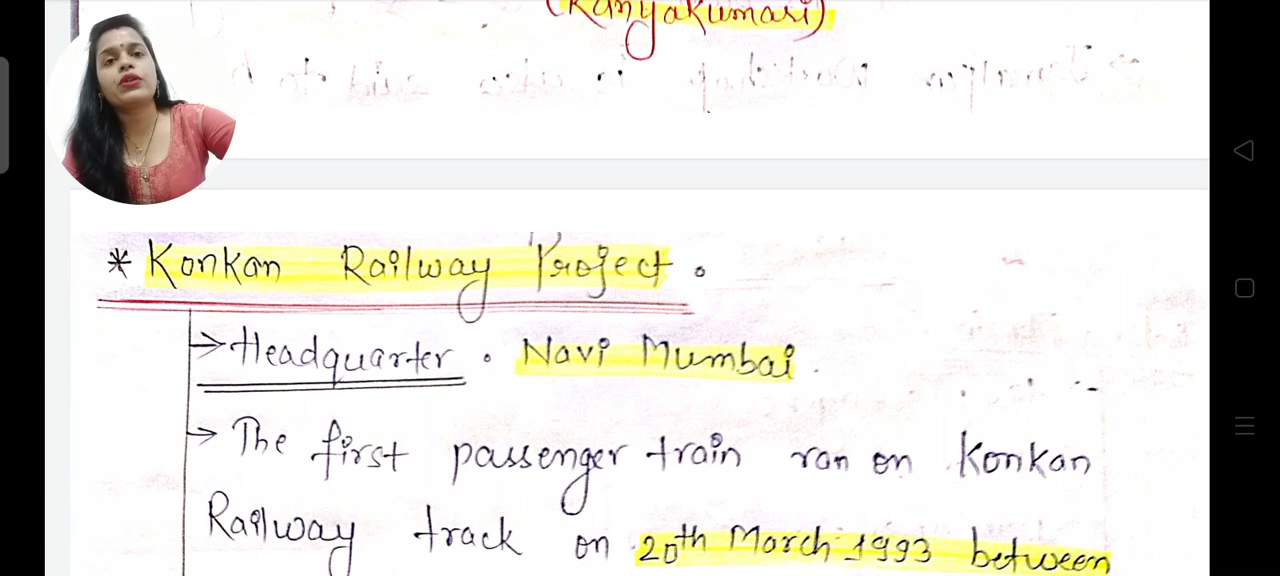 (Kanyakumari)
* Konkan Railway Project.
→ Headquarter. Navi Mumbai.
→ The first passenger train ran on Konkan
Railway track on 20th March 1993 between